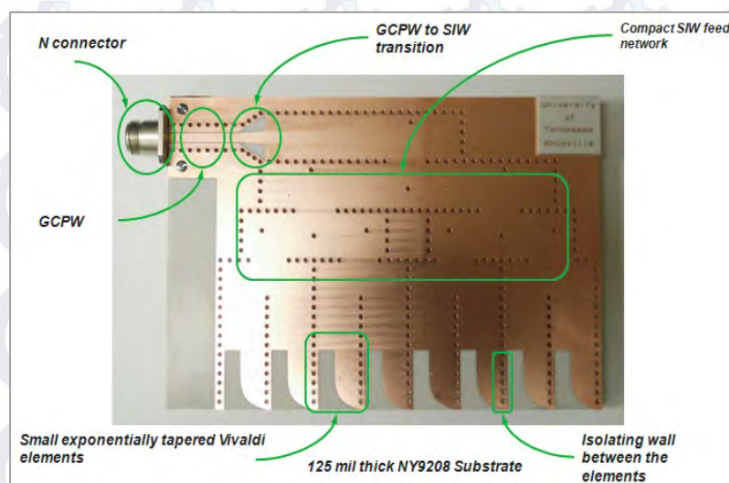 N connector
GCPW to SIW
transition
Compact SIW feed
network
University
of
Tennessee
Knoxville
GCPW
Small exponentially tapered Vivaldi
elements
125 mil thick NY9208 Substrate
Isolating wall
between the
elements